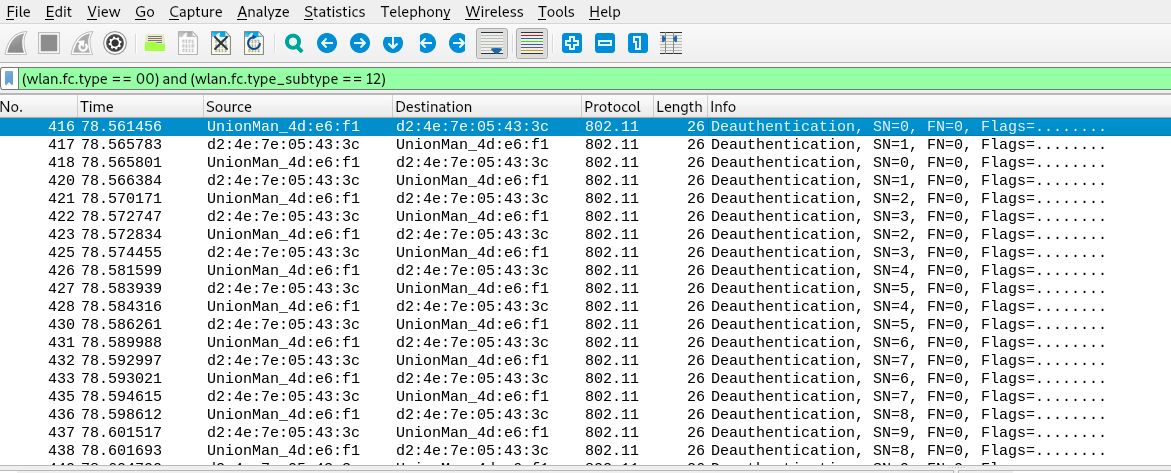 File Edit View Go Capture Analyze Statistics Telephony Wireless Tools Help
(wlan.fc.type == 00) and (wlan.fc.type_subtype == 12)
No. Time Source Destination Protocol Length Info
416 78.561456 UnionMan_4d:e6:f1 d2:4e:7e:05:43:3c 802.11 26 Deauthentication, SN=0, FN=0, Flags=........
417 78.565783 d2:4e:7e:05:43:3c UnionMan_4d:e6:f1 802.11 26 Deauthentication, SN=1, FN=0, Flags=........
418 78.565801 UnionMan_4d:e6:f1 d2:4e:7e:05:43:3c 802.11 26 Deauthentication, SN=0, FN=0, Flags=........
420 78.566384 d2:4e:7e:05:43:3c UnionMan_4d:e6:f1 802.11 26 Deauthentication, SN=1, FN=0, Flags=........
421 78.570171 UnionMan_4d:e6:f1 d2:4e:7e:05:43:3c 802.11 26 Deauthentication, SN=2, FN=0, Flags=........
422 78.572747 d2:4e:7e:05:43:3c UnionMan_4d:e6:f1 802.11 26 Deauthentication, SN=3, FN=0, Flags=........
423 78.572834 UnionMan_4d:e6:f1 d2:4e:7e:05:43:3c 802.11 26 Deauthentication, SN=2, FN=0, Flags=........
425 78.574455 d2:4e:7e:05:43:3c UnionMan_4d:e6:f1 802.11 26 Deauthentication, SN=3, FN=0, Flags=........
426 78.581599 UnionMan_4d:e6:f1 d2:4e:7e:05:43:3c 802.11 26 Deauthentication, SN=4, FN=0, Flags=........
427 78.583939 d2:4e:7e:05:43:3c UnionMan_4d:e6:f1 802.11 26 Deauthentication, SN=5, FN=0, Flags=........
428 78.584316 UnionMan_4d:e6:f1 d2:4e:7e:05:43:3c 802.11 26 Deauthentication, SN=4, FN=0, Flags=........
430 78.586261 d2:4e:7e:05:43:3c UnionMan_4d:e6:f1 802.11 26 Deauthentication, SN=5, FN=0, Flags=........
431 78.589988 UnionMan_4d:e6:f1 d2:4e:7e:05:43:3c 802.11 26 Deauthentication, SN=6, FN=0, Flags=........
432 78.592997 d2:4e:7e:05:43:3c UnionMan_4d:e6:f1 802.11 26 Deauthentication, SN=7, FN=0, Flags=........
433 78.593021 UnionMan_4d:e6:f1 d2:4e:7e:05:43:3c 802.11 26 Deauthentication, SN=6, FN=0, Flags=........
435 78.594615 d2:4e:7e:05:43:3c UnionMan_4d:e6:f1 802.11 26 Deauthentication, SN=7, FN=0, Flags=........
436 78.598612 UnionMan_4d:e6:f1 d2:4e:7e:05:43:3c 802.11 26 Deauthentication, SN=8, FN=0, Flags=........
437 78.601517 d2:4e:7e:05:43:3c UnionMan_4d:e6:f1 802.11 26 Deauthentication, SN=9, FN=0, Flags=........
438 78.601693 UnionMan_4d:e6:f1 d2:4e:7e:05:43:3c 802.11 26 Deauthentication, SN=8, FN=0, Flags=........